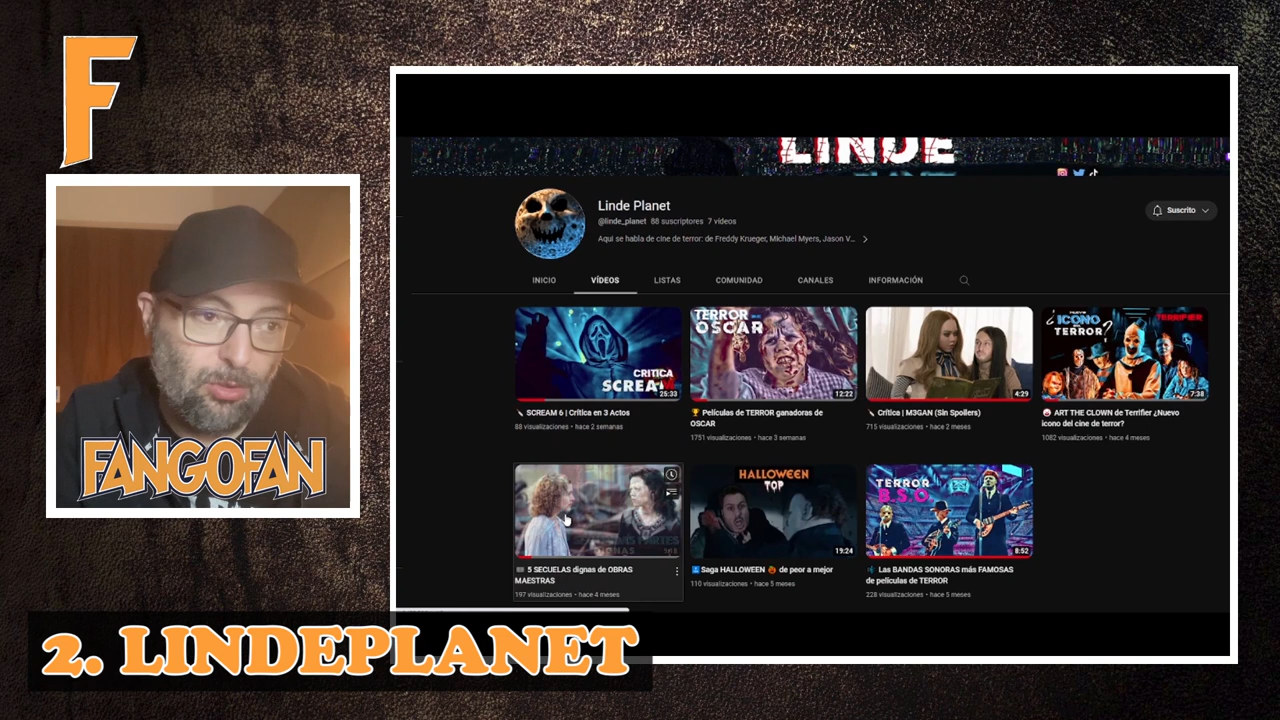 F
FANGOFAN
2. LINDEPLANET
LINDE
Linde Planet
@linde_planet 88 suscriptores 7 vídeos
Aquí se habla de cine de terror: de Freddy Krueger, Michael Myers, Jason V...
Suscrito
INICIO VÍDEOS LISTAS COMUNIDAD CANALES INFORMACIÓN
CRITICA
SCREAM
25:33
SCREAM 6 | Crítica en 3 Actos
88 visualizaciones • hace 2 semanas
TERROR
OSCAR
12:22
Películas de TERROR ganadoras de
OSCAR
1751 visualizaciones • hace 3 semanas
4:29
Crítica | M3GAN (Sin Spoilers)
715 visualizaciones • hace 2 meses
¿ICONO
TERROR?
TERRIFIER
7:38
ART THE CLOWN de Terrifier ¿Nuevo
icono del cine de terror?
1082 visualizaciones • hace 4 meses
5 SECUELAS dignas de OBRAS
MAESTRAS
197 visualizaciones • hace 4 meses
HALLOWEEN
TOP
19:24
Saga HALLOWEEN 🎃 de peor a mejor
110 visualizaciones • hace 5 meses
TERROR
B.S.O.
8:52
Las BANDAS SONORAS más FAMOSAS
de películas de TERROR
228 visualizaciones • hace 5 meses